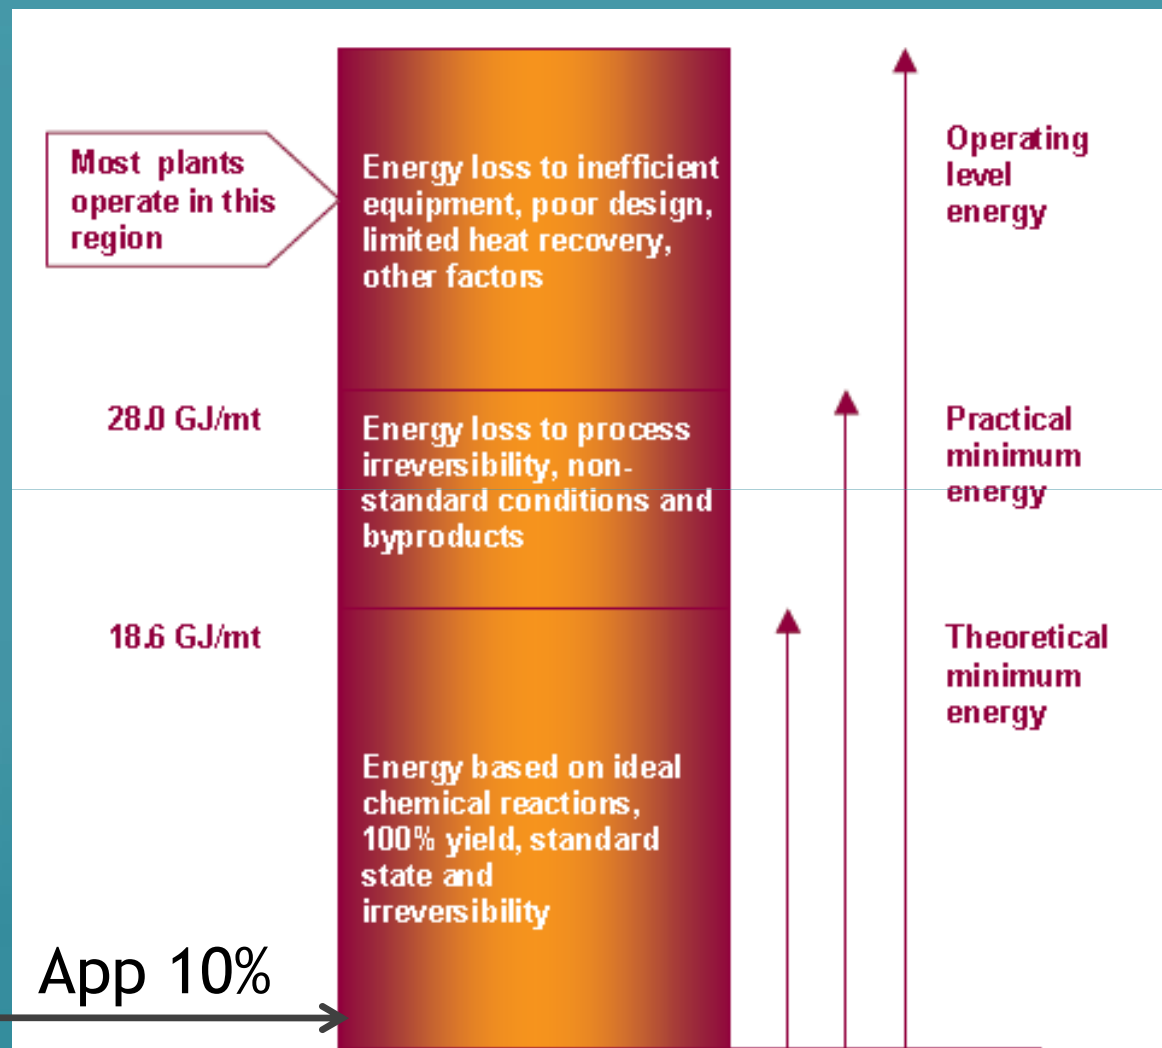 Most plants
operate in this
region
Energy loss to inefficient
equipment, poor design,
limited heat recovery,
other factors
Operating
level
energy
28.0 GJ/mt
Energy loss to process
irreversibility, non-
standard conditions and
byproducts
Practical
minimum
energy
18.6 GJ/mt
Theoretical
minimum
energy
Energy based on ideal
chemical reactions,
100% yield, standard
state and
irreversibility
App 10%